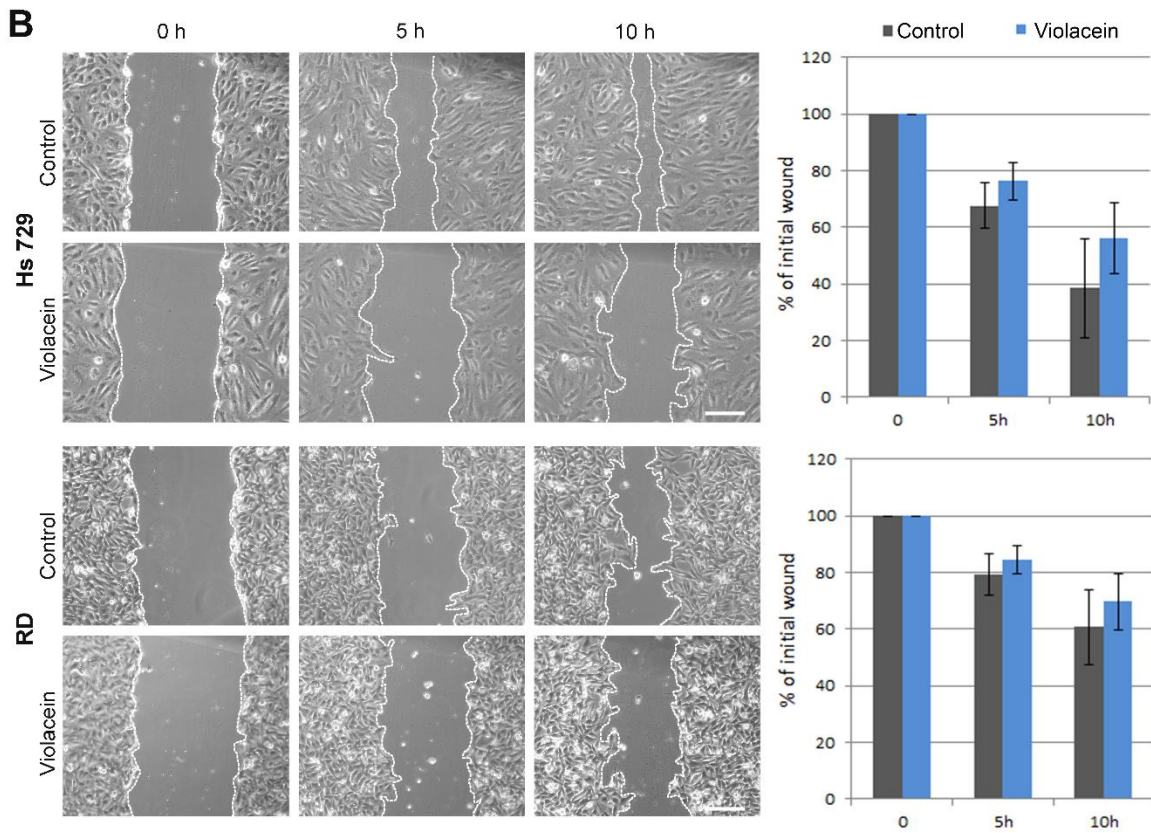 B
0 h 5 h 10 h
Hs 729
Control
Violacein
RD
Control
Violacein
Control Violacein
% of initial wound
120
100
80
60
40
20
0
0 5h 10h
% of initial wound
120
100
80
60
40
20
0
0 5h 10h